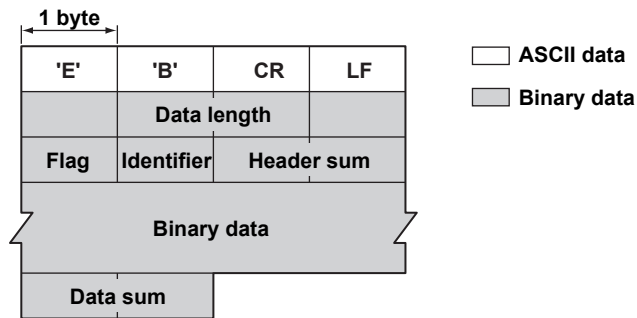 1 byte
'E' 'B' CR LF
ASCII data
Data length
Binary data
Flag Identifier Header sum
Binary data
Data sum